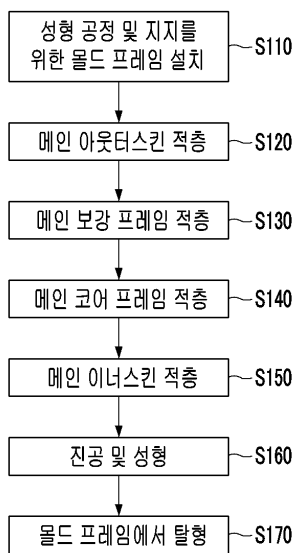 성형 공정 및 지지를
위한 몰드 프레임 설치
S110
메인 아웃터스킨 적층
S120
메인 보강 프레임 적층
S130
메인 코어 프레임 적층
S140
메인 이너스킨 적층
S150
진공 및 성형
S160
몰드 프레임에서 탈형
S170